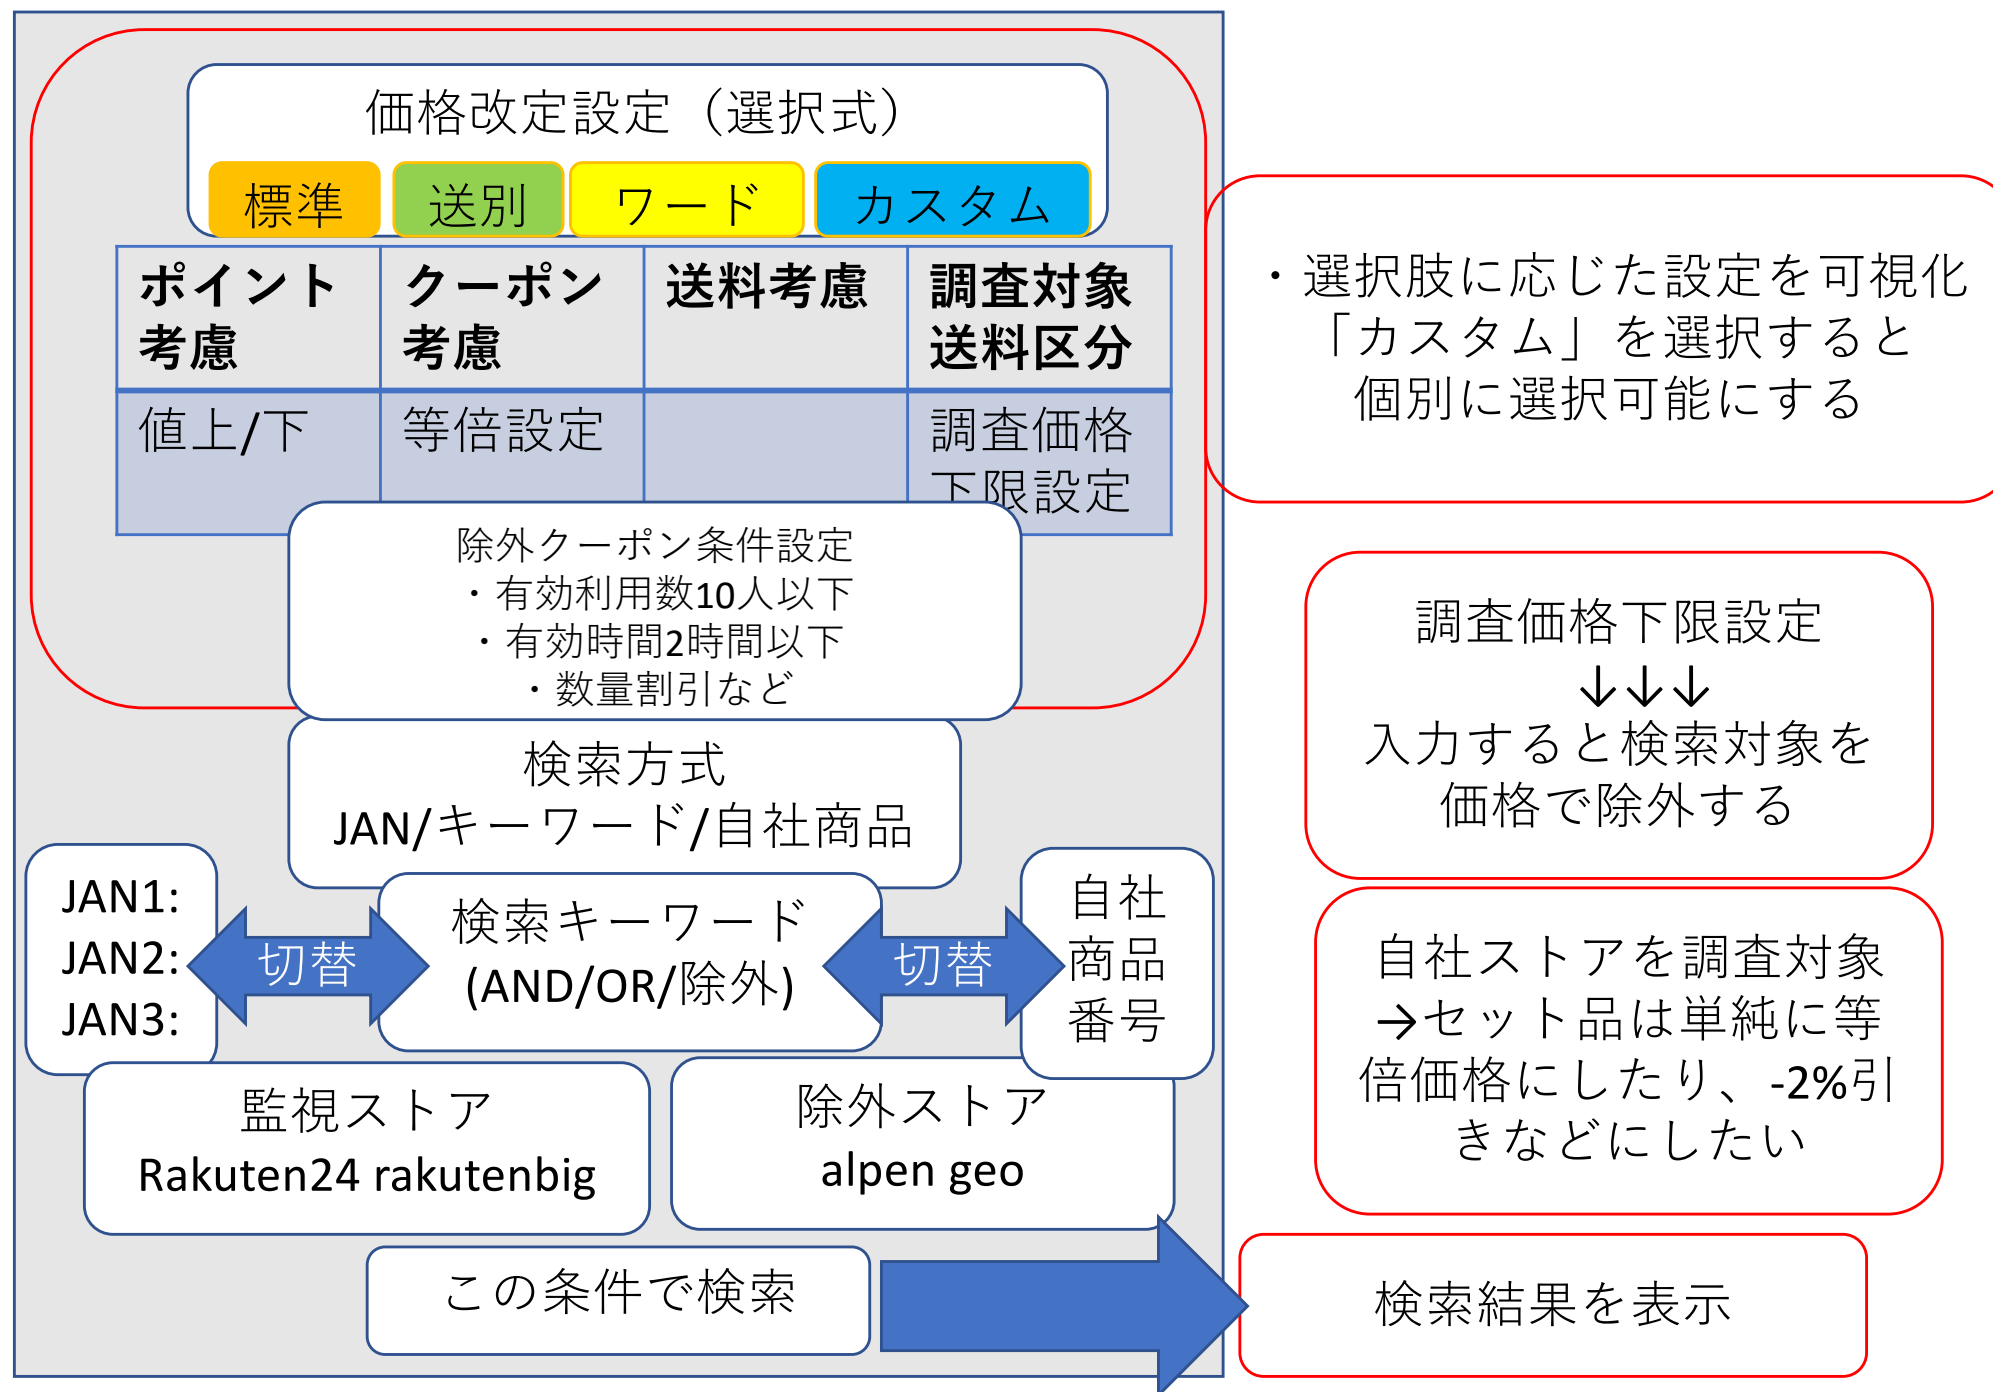 価格改定設定（選択式）
標準
送別
ワード
カスタム
ポイント
考慮
クーポン
考慮
送料考慮
調査対象
送料区分
値上/下
等倍設定
調査価格
下限設定
除外クーポン条件設定
・有効利用数10人以下
・有効時間2時間以下
・数量割引など
検索方式
JAN/キーワード/自社商品
JAN1:
JAN2:
JAN3:
切替
検索キーワード
(AND/OR/除外)
切替
自社
商品
番号
監視ストア
Rakuten24 rakutenbig
除外ストア
alpen geo
この条件で検索
・選択肢に応じた設定を可視化
「カスタム」を選択すると
個別に選択可能にする
調査価格下限設定
↓↓↓
入力すると検索対象を
価格で除外する
自社ストアを調査対象
→セット品は単純に等
倍価格にしたり、-2%引
きなどにしたい
検索結果を表示